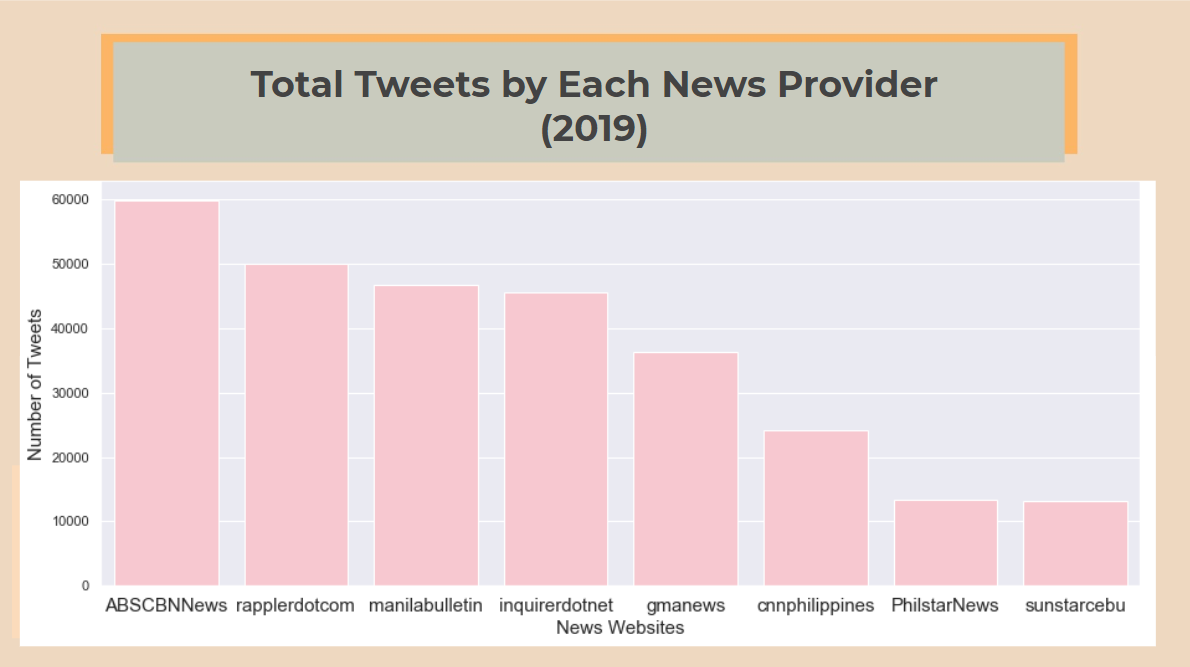 Total Tweets by Each News Provider
(2019)
60000
50000
40000
30000
20000
10000
0
Number of Tweets
ABSCBNNews rapplerdotcom manilabulletin inquirerdotnet gmanews cnnphilippines PhilstarNews sunstarcebu
News Websites